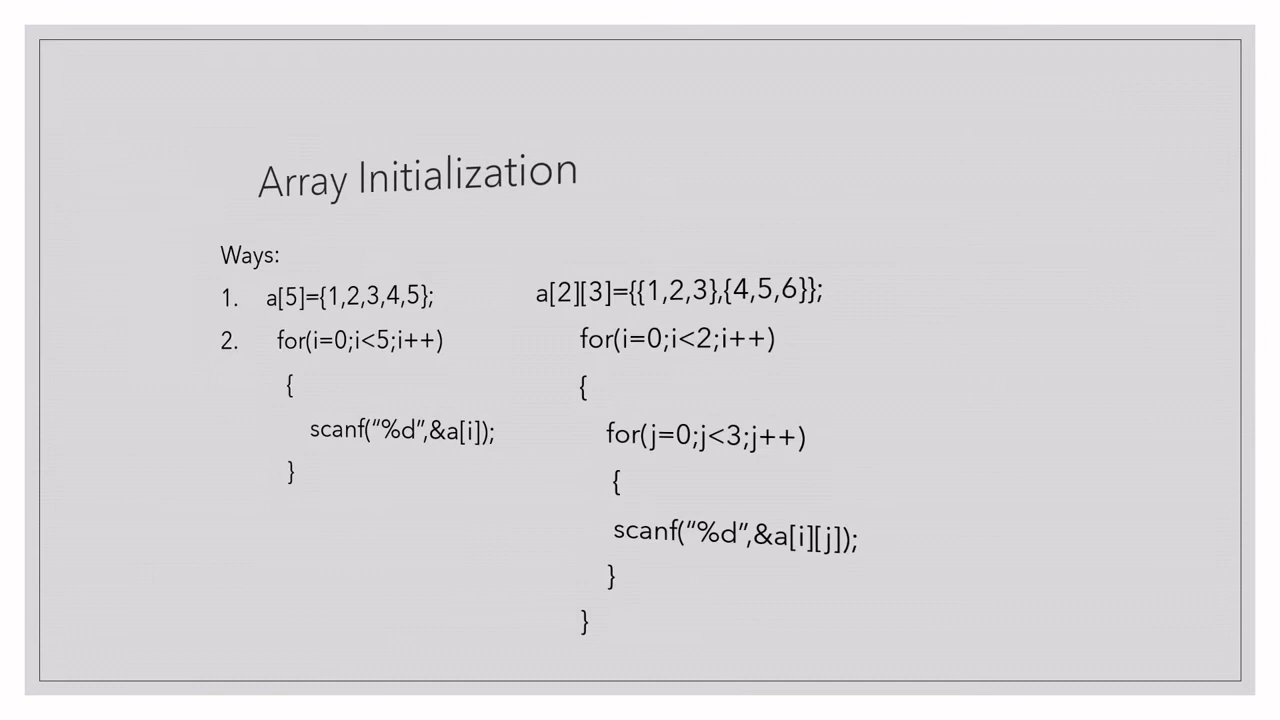 Array Initialization
Ways:
1. a[5]={1,2,3,4,5};
2. for(i=0;i<5;i++)
{
scanf(“%d”,&a[i]);
}
a[2][3]={{1,2,3},{4,5,6}};
for(i=0;i<2;i++)
{
for(j=0;j<3;j++)
{
scanf(“%d”,&a[i][j]);
}
}